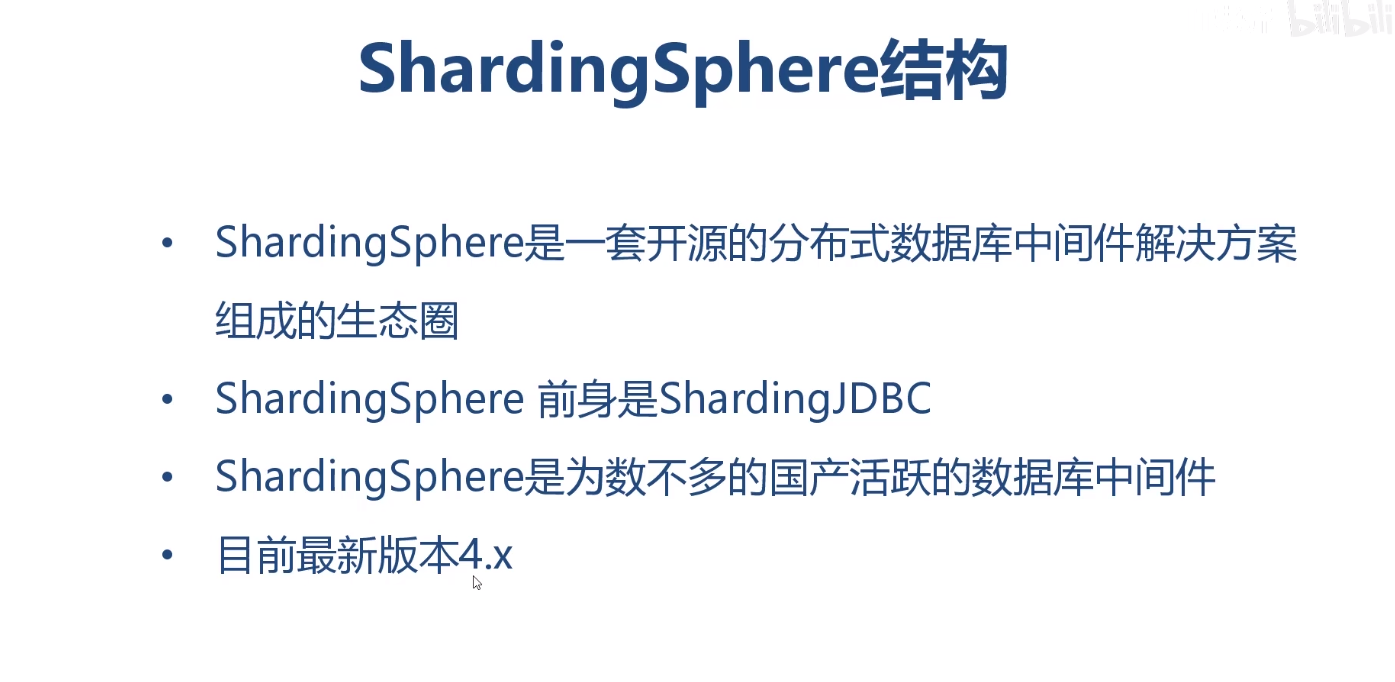 bilibili
ShardingSphere结构
• ShardingSphere是一套开源的分布式数据库中间件解决方案
组成的生态圈
• ShardingSphere 前身是ShardingJDBC
• ShardingSphere是为数不多的国产活跃的数据库中间件
• 目前最新版本4.x